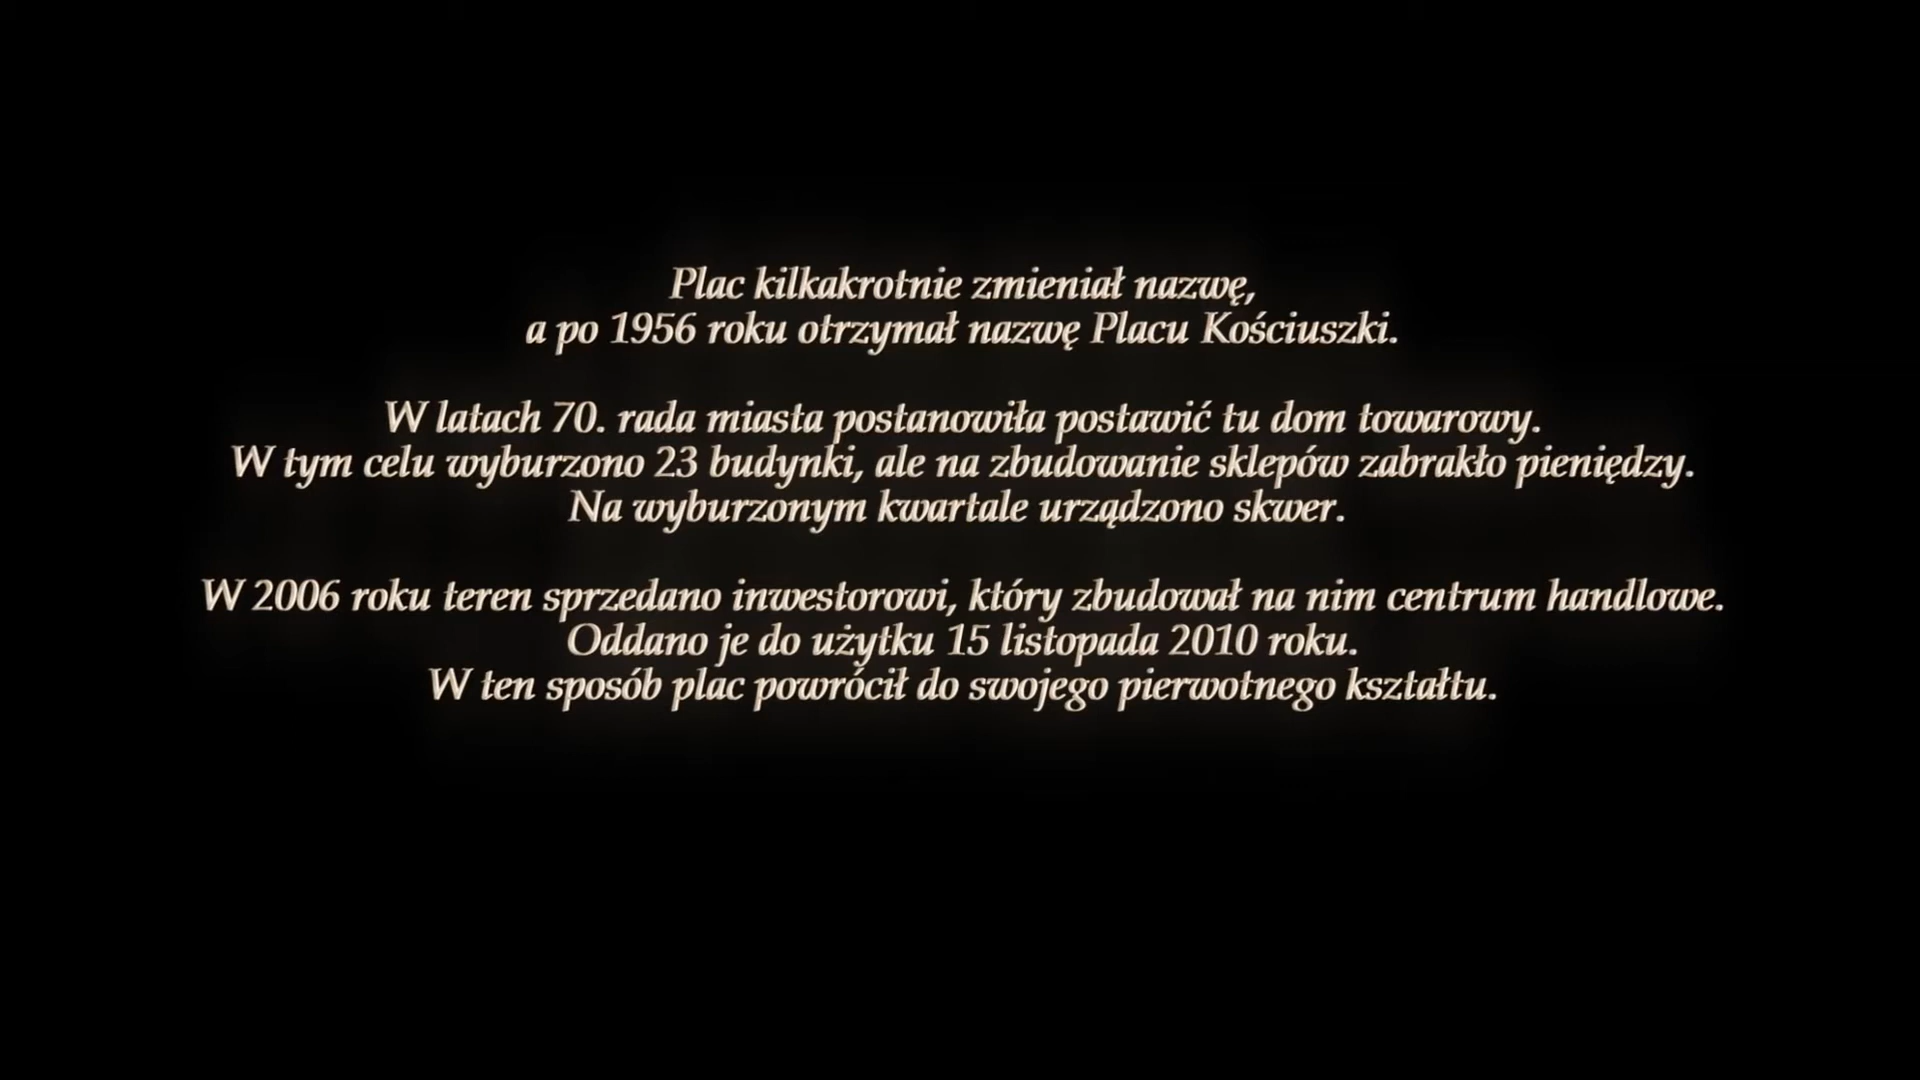 Plac kilkakrotnie zmieniał nazwę,
a po 1956 roku otrzymał nazwę Placu Kościuszki.
W latach 70. rada miasta postanowiła postawić tu dom towarowy.
W tym celu wyburzono 23 budynki, ale na zbudowanie sklepów zabrakło pieniędzy.
Na wyburzonym kwartale urządzono skwer.
W 2006 roku teren sprzedano inwestorowi, który zbudował na nim centrum handlowe.
Oddano je do użytku 15 listopada 2010 roku.
W ten sposób plac powrócił do swojego pierwotnego kształtu.